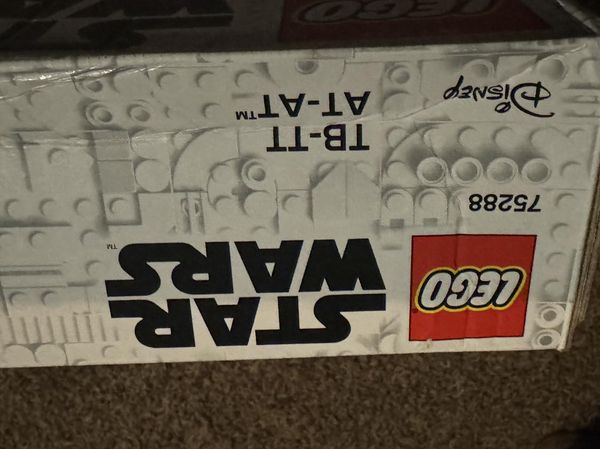 LEGO
STAR
WARS™
75288
TB-TT
AT-AT™
Disney